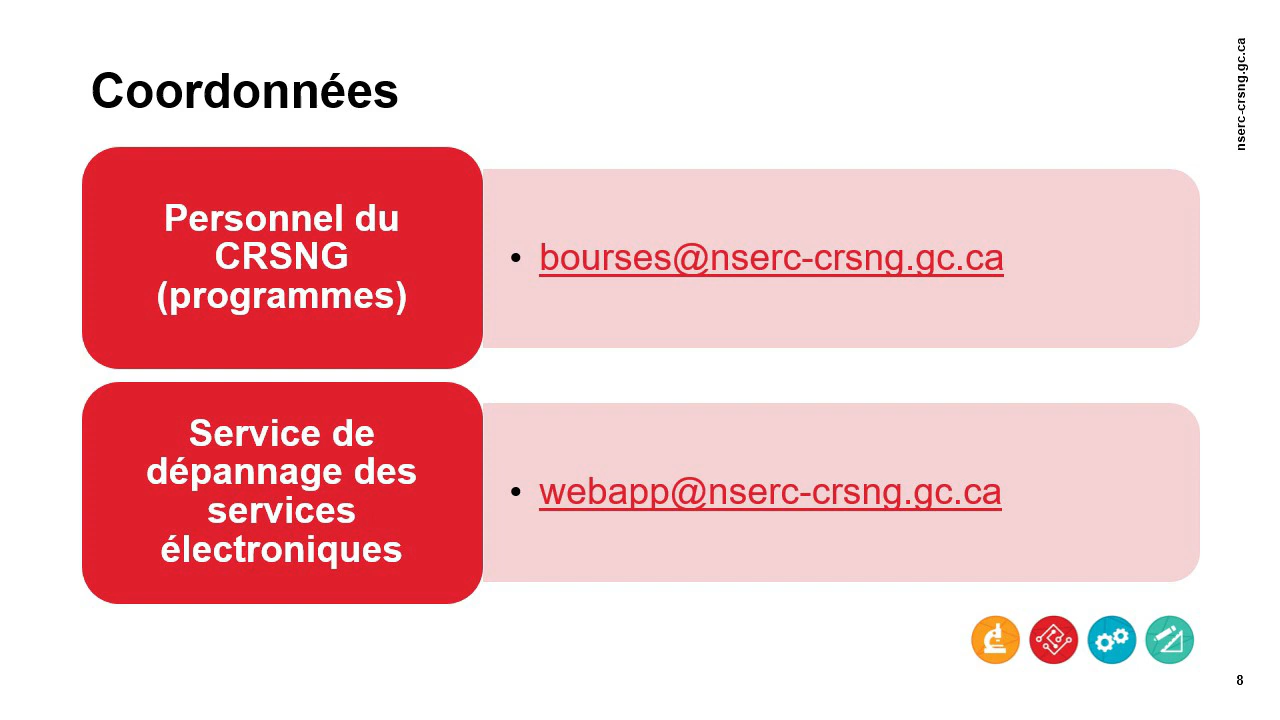 Coordonnées
nserc-crsng.gc.ca
Personnel du
CRSNG
(programmes)
• bourses@nserc-crsng.gc.ca
Service de
dépannage des
services
électroniques
• webapp@nserc-crsng.gc.ca
8